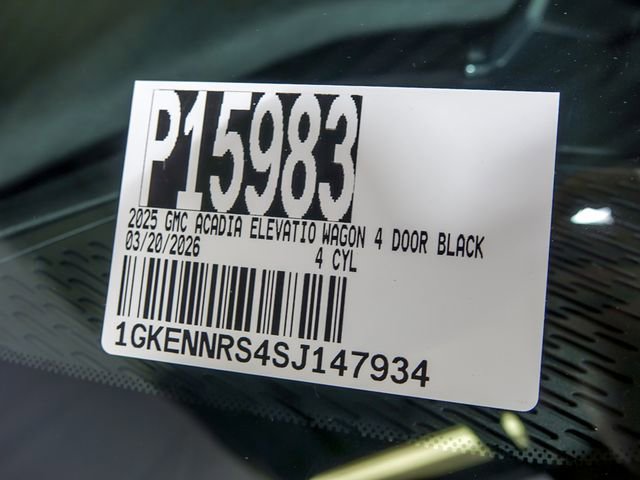 P15983
2025 GMC ACADIA ELEVATIO WAGON 4 DOOR BLACK
03/20/2026 4 CYL
1GKENNRS4SJ147934